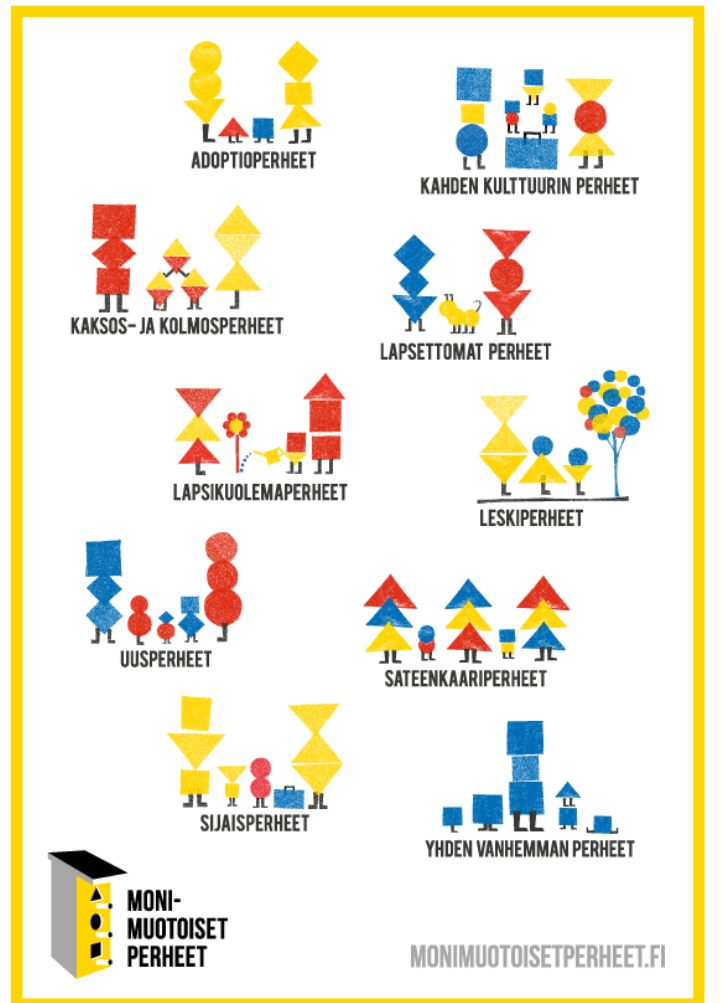 ADOPTIOPERHEET
KAHDEN KULTTUURIN PERHEET
KAKSOS- JA KOLMOSPERHEET
LAPSETTOMAT PERHEET
LAPSIKUOLEMAPERHEET
LESKIPERHEET
UUSPERHEET
SATEENKAARIPERHEET
SIJAISPERHEET
YHDEN VANHEMMAN PERHEET
MONI-
MUOTOISET
PERHEET
MONIMUOTOISETPERHEET.FI